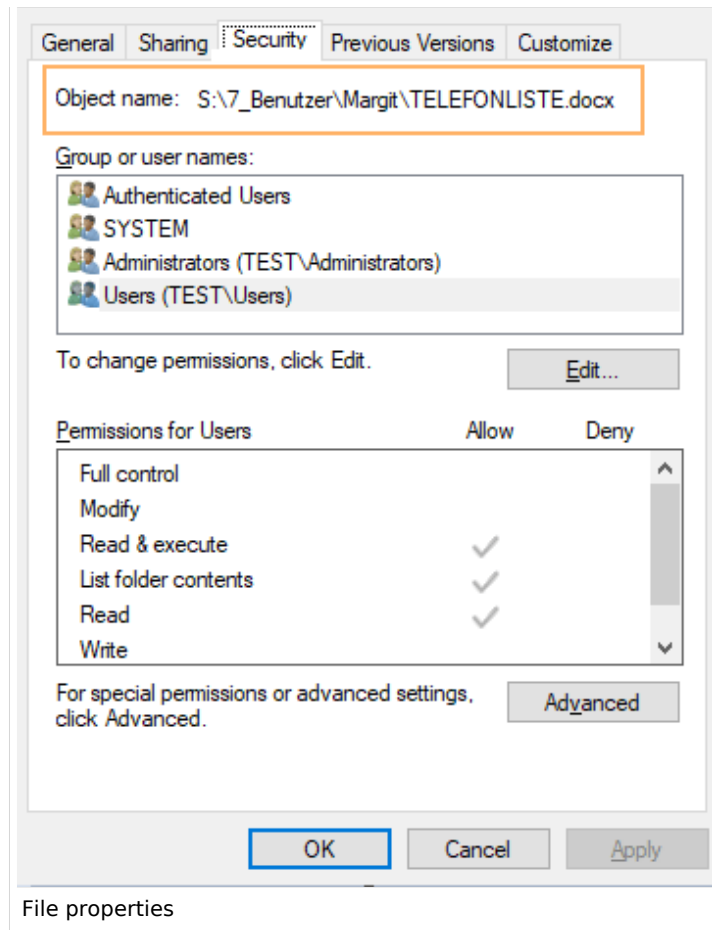 General Sharing Security Previous Versions Customize
Object name: S:\7_Benutzer\Margit\TELEFONLISTE.docx
Group or user names:
Authenticated Users
SYSTEM
Administrators (TEST\Administrators)
Users (TEST\Users)
To change permissions, click Edit.
Edit...
Permissions for Users Allow Deny
Full control
Modify
Read & execute
List folder contents
Read
Write
For special permissions or advanced settings,
click Advanced.
Advanced
OK Cancel Apply
File properties